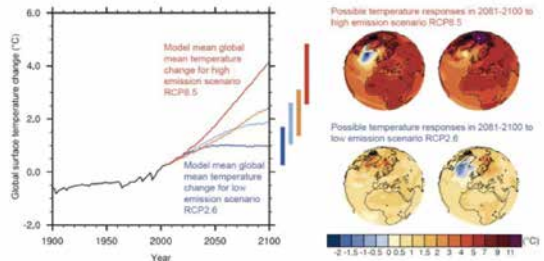 6.0
4.0
2.0
0.0
-2.0
Global surface temperature change (°C)
Model mean global
mean temperature
change for high
emission scenario
RCP8.5
Model mean global
mean temperature
change for low
emission scenario
RCP2.6
1900
1950
2000
2050
2100
Year
Possible temperature responses in 2081-2100 to
high emission scenario RCP8.5
Possible temperature responses in 2081-2100 to
low emission scenario RCP2.6
-2 -1.5 -1 -0.5 0 0.5 1 1.5 2 3 4 5 7 9 11 (°C)